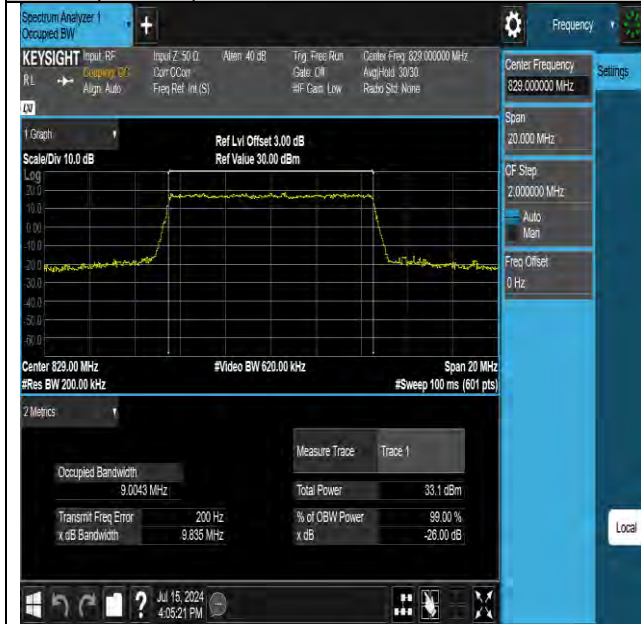 Spectrum Analyzer 1
Occupied BW
Frequency
KEYSIGHT
Input: RF
Coupling: DC
Align: Auto
Input Z: 50 Ω
Corr CCorr
Freq Ref: Int (S)
Atten: 40 dB
Trig: Free Run
Gate: Off
#IF Gain: Low
Center Freq: 829.000000 MHz
Avg|Hold: 30/30
Radio Std: None
RL
LXI
Center Frequency
829.000000 MHz
Settings
Span
20.000 MHz
CF Step
2.000000 MHz
Auto
Man
Freq Offset
0 Hz
1 Graph
Scale/Div 10.0 dB
Ref Lvl Offset 3.00 dB
Ref Value 30.00 dBm
Log
20.0
10.0
0.00
-10.0
-20.0
-30.0
-40.0
-50.0
-60.0
Center 829.00 MHz
#Res BW 200.00 kHz
#Video BW 620.00 kHz
Span 20 MHz
#Sweep 100 ms (601 pts)
2 Metrics
Measure Trace
Trace 1
Occupied Bandwidth
9.0043 MHz
Total Power
33.1 dBm
Transmit Freq Error
200 Hz
% of OBW Power
99.00 %
x dB Bandwidth
9.835 MHz
x dB
-26.00 dB
Local
?
Jul 15, 2024
4:05:21 PM